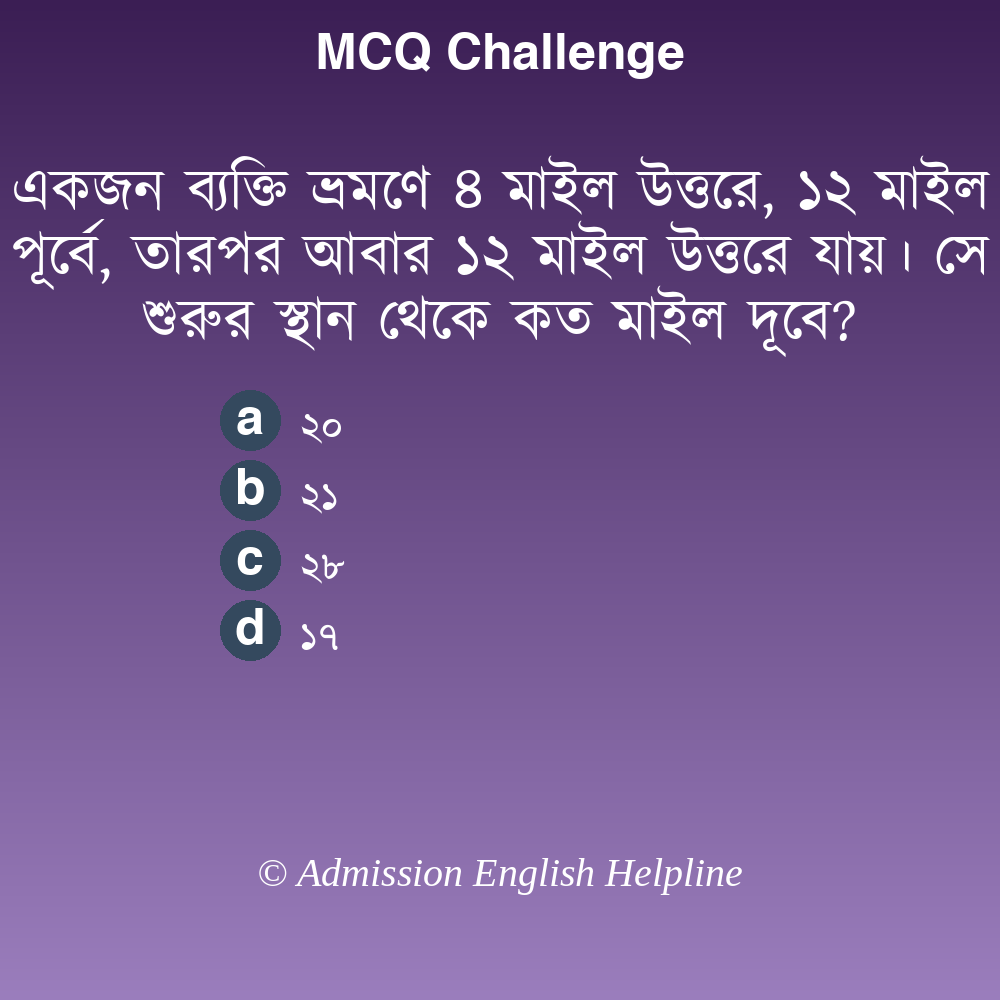 MCQ Challenge
একজন ব্যক্তি ভ্রমণে ৪ মাইল উত্তরে, ১২ মাইল
পূর্বে, তারপর আবার ১২ মাইল উত্তরে যায়। সে
শুরুর স্থান থেকে কত মাইল দূবে?
a ২০
b ২১
c ২৮
d ১৭
© Admission English Helpline